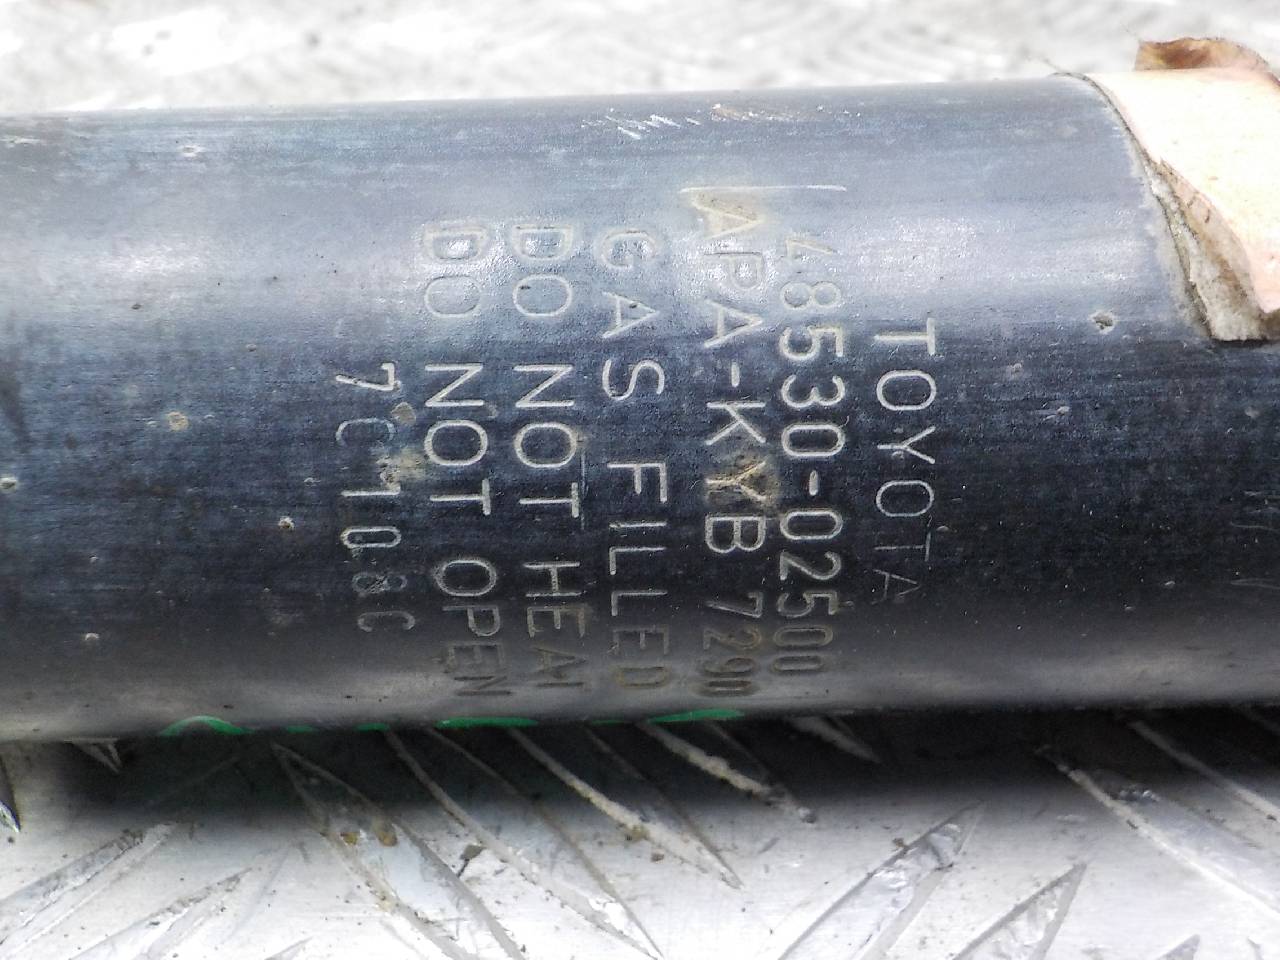 TOYOTA
48530-02500
APA-KYB 7290
GAS FILLED
DO NOT HEAT
DO NOT OPEN
7C108C